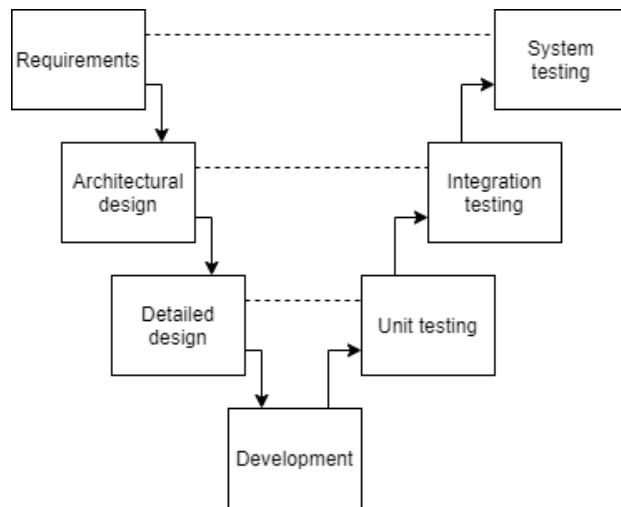 Requirements
System
testing
Architectural
design
Integration
testing
Detailed
design
Unit testing
Development